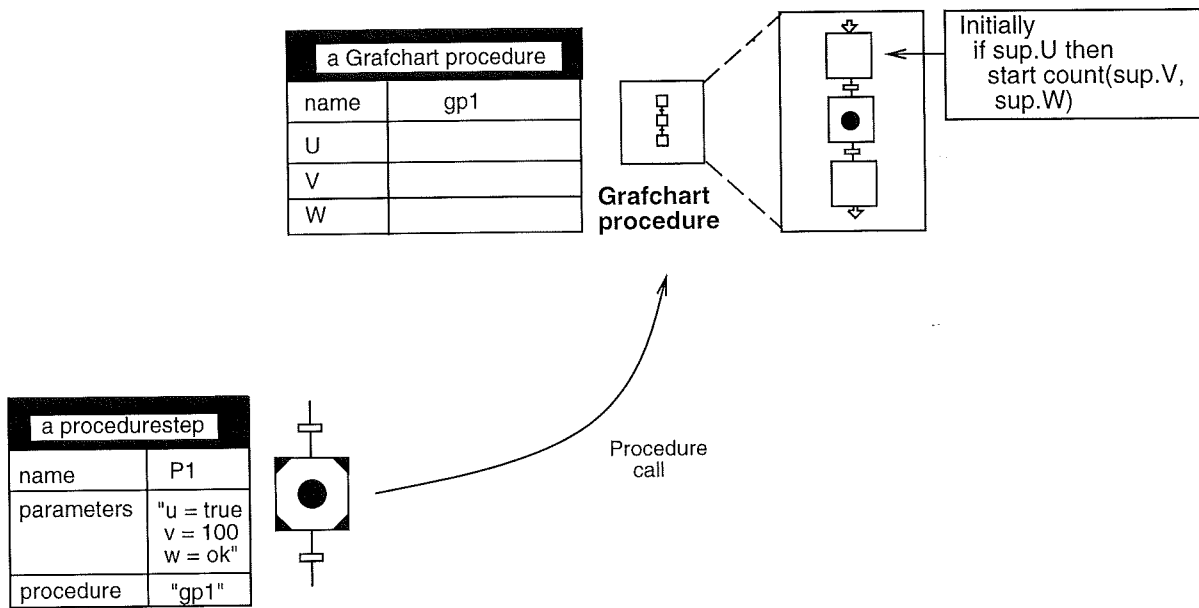 a Grafchart procedure
name gp1
U
V
W
Grafchart
procedure
Initially
if sup.U then
start count(sup.V,
sup.W)
Procedure
call
a procedurestep
name P1
parameters "u = true
v = 100
w = ok"
procedure "gp1"